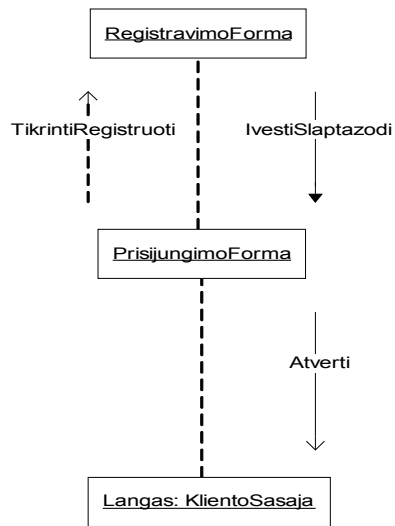 RegistravimoForma
TikrintiRegistruoti
IvestiSlaptazodi
PrisijungimoForma
Atverti
Langas: KlientoSasaja